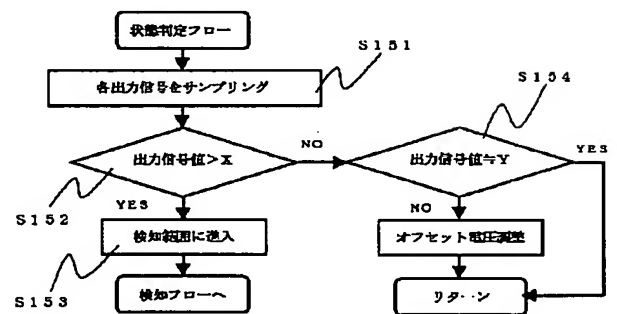 状態判定フロー
S151
各出力信号をサンプリング
S154
出力信号値>X
NO
出力信号値≒Y
YES
S152
YES
NO
検知範囲に進入
オフセット電圧調整
S153
検知フローへ
リターン